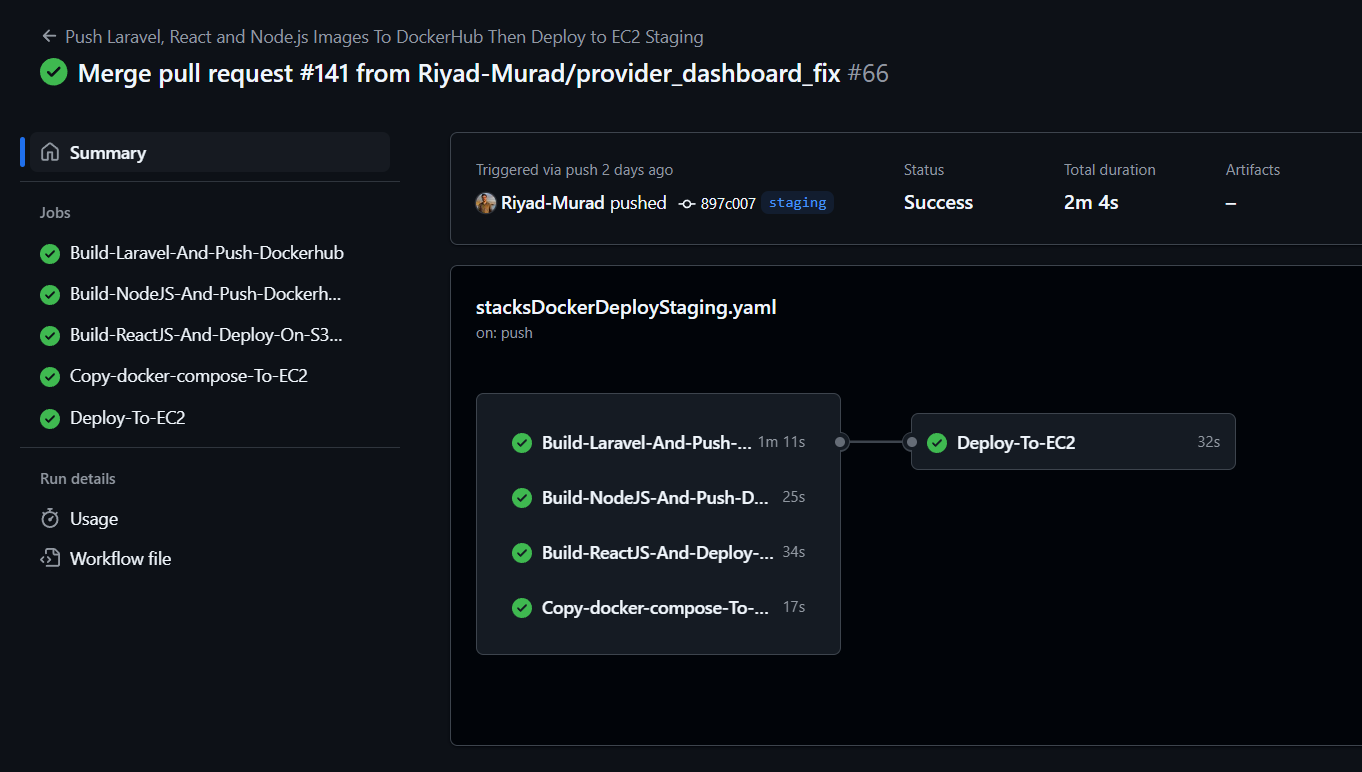 Push Laravel, React and Node.js Images To DockerHub Then Deploy to EC2 Staging
Merge pull request #141 from Riyad-Murad/provider_dashboard_fix #66
Summary
Jobs
Build-Laravel-And-Push-Dockerhub
Build-NodeJS-And-Push-Dockerh...
Build-ReactJS-And-Deploy-On-S3...
Copy-docker-compose-To-EC2
Deploy-To-EC2
Run details
Usage
Workflow file
Triggered via push 2 days ago
Riyad-Murad pushed 897c007 staging
Status
Success
Total duration
2m 4s
Artifacts
–
stacksDockerDeployStaging.yaml
on: push
Build-Laravel-And-Push-... 1m 11s
Build-NodeJS-And-Push-D... 25s
Build-ReactJS-And-Deploy-... 34s
Copy-docker-compose-To-... 17s
Deploy-To-EC2 32s